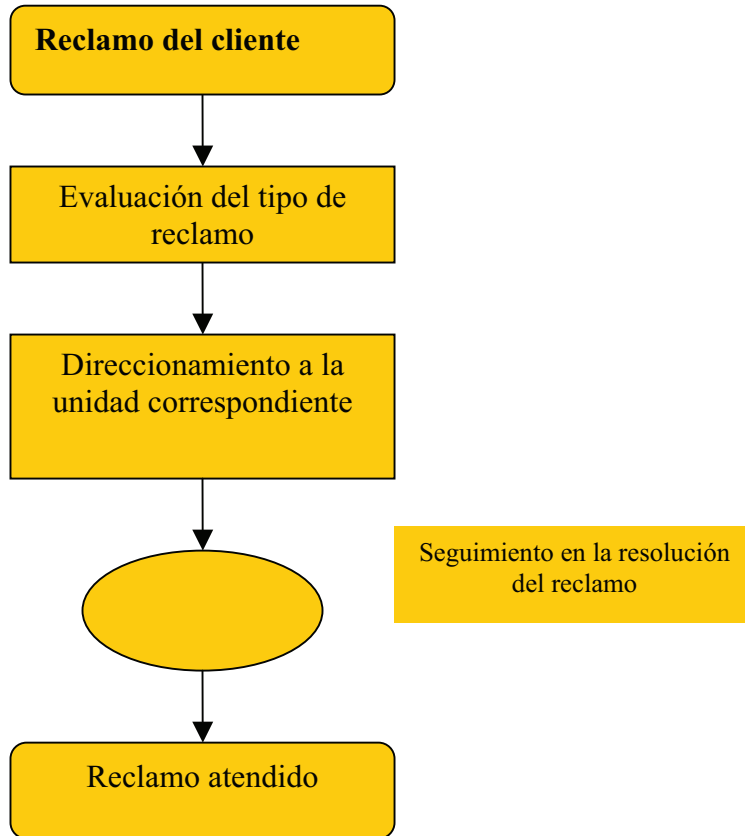 Reclamo del cliente
Evaluación del tipo de
reclamo
Direccionamiento a la
unidad correspondiente
Seguimiento en la resolución
del reclamo
Reclamo atendido